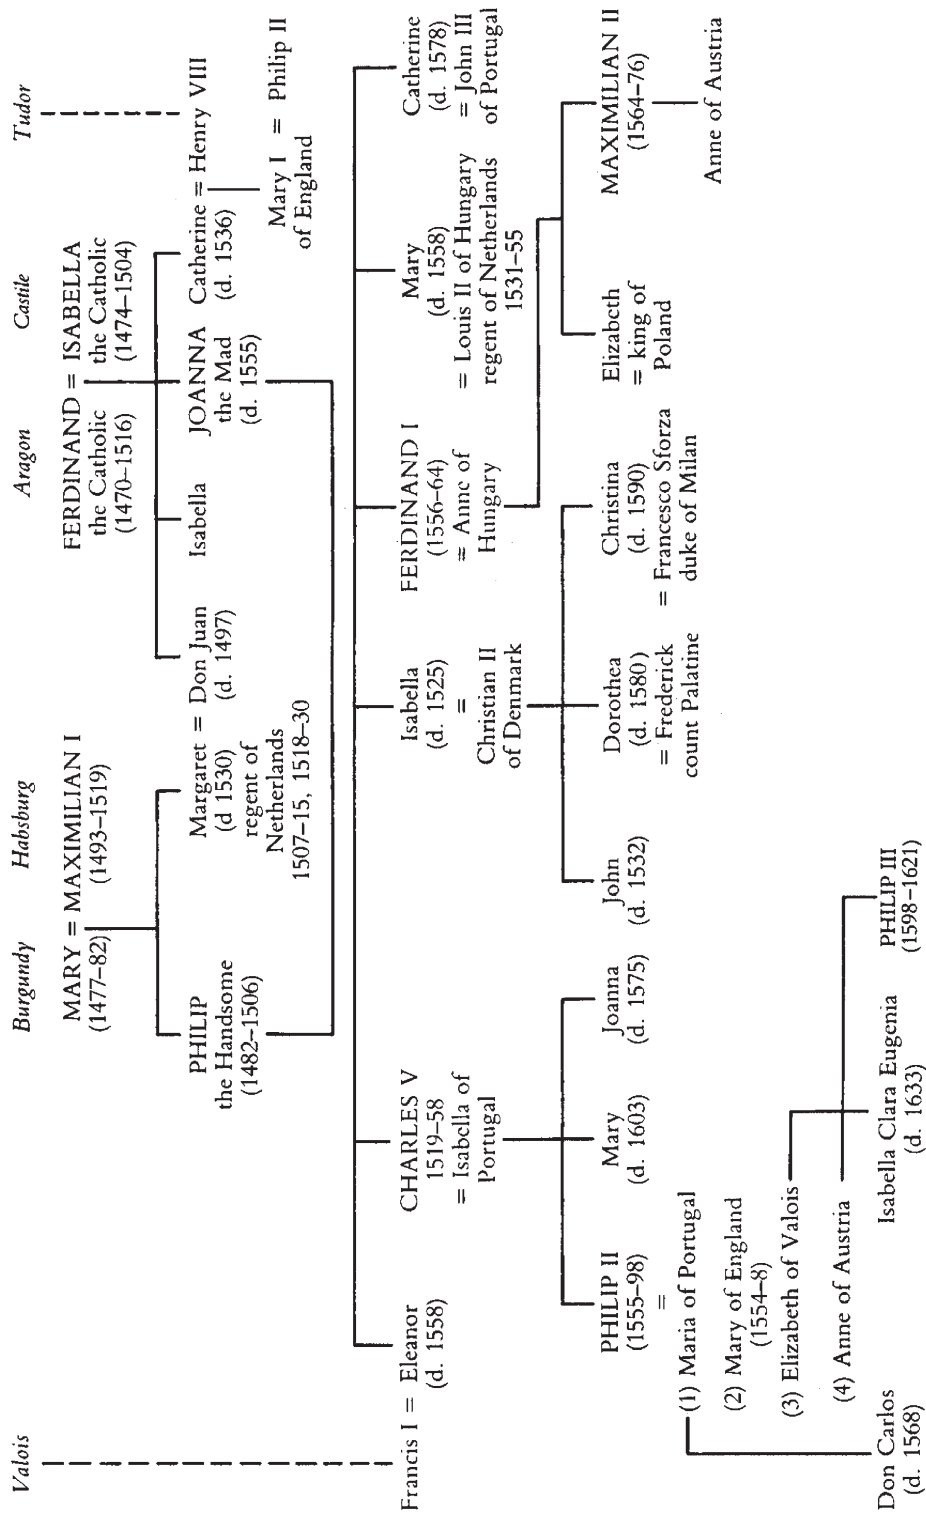 Valois
Burgundy
Habsburg
Aragon
Castile
Tudor
MARY = MAXIMILIAN I
(1477–82)
(1493–1519)
FERDINAND = ISABELLA
the Catholic
(1470–1516)
the Catholic
(1474–1504)
PHILIP
the Handsome
(1482–1506)
Margaret = Don Juan
(d 1530)
(d. 1497)
regent of
Netherlands
1507–15, 1518–30
Isabella
JOANNA
the Mad
(d. 1555)
Catherine = Henry VIII
(d. 1536)
Mary I = Philip II
of England
Francis I = Eleanor
(d. 1558)
CHARLES V
1519–58
= Isabella of
Portugal
Isabella
(d. 1525)
=
Christian II
of Denmark
FERDINAND I
(1556–64)
= Anne of
Hungary
Mary
(d. 1558)
= Louis II of Hungary
regent of Netherlands
1531–55
Catherine
(d. 1578)
= John III
of Portugal
PHILIP II
(1555–98)
=
(1) Maria of Portugal
(2) Mary of England
(1554–8)
(3) Elizabeth of Valois
(4) Anne of Austria
Mary
(d. 1603)
Joanna
(d. 1575)
John
(d. 1532)
Dorothea
(d. 1580)
= Frederick
count Palatine
Christina
(d. 1590)
= Francesco Sforza
duke of Milan
Elizabeth
= king of
Poland
MAXIMILIAN II
(1564–76)
Anne of Austria
Don Carlos
(d. 1568)
Isabella Clara Eugenia
(d. 1633)
PHILIP III
(1598–1621)